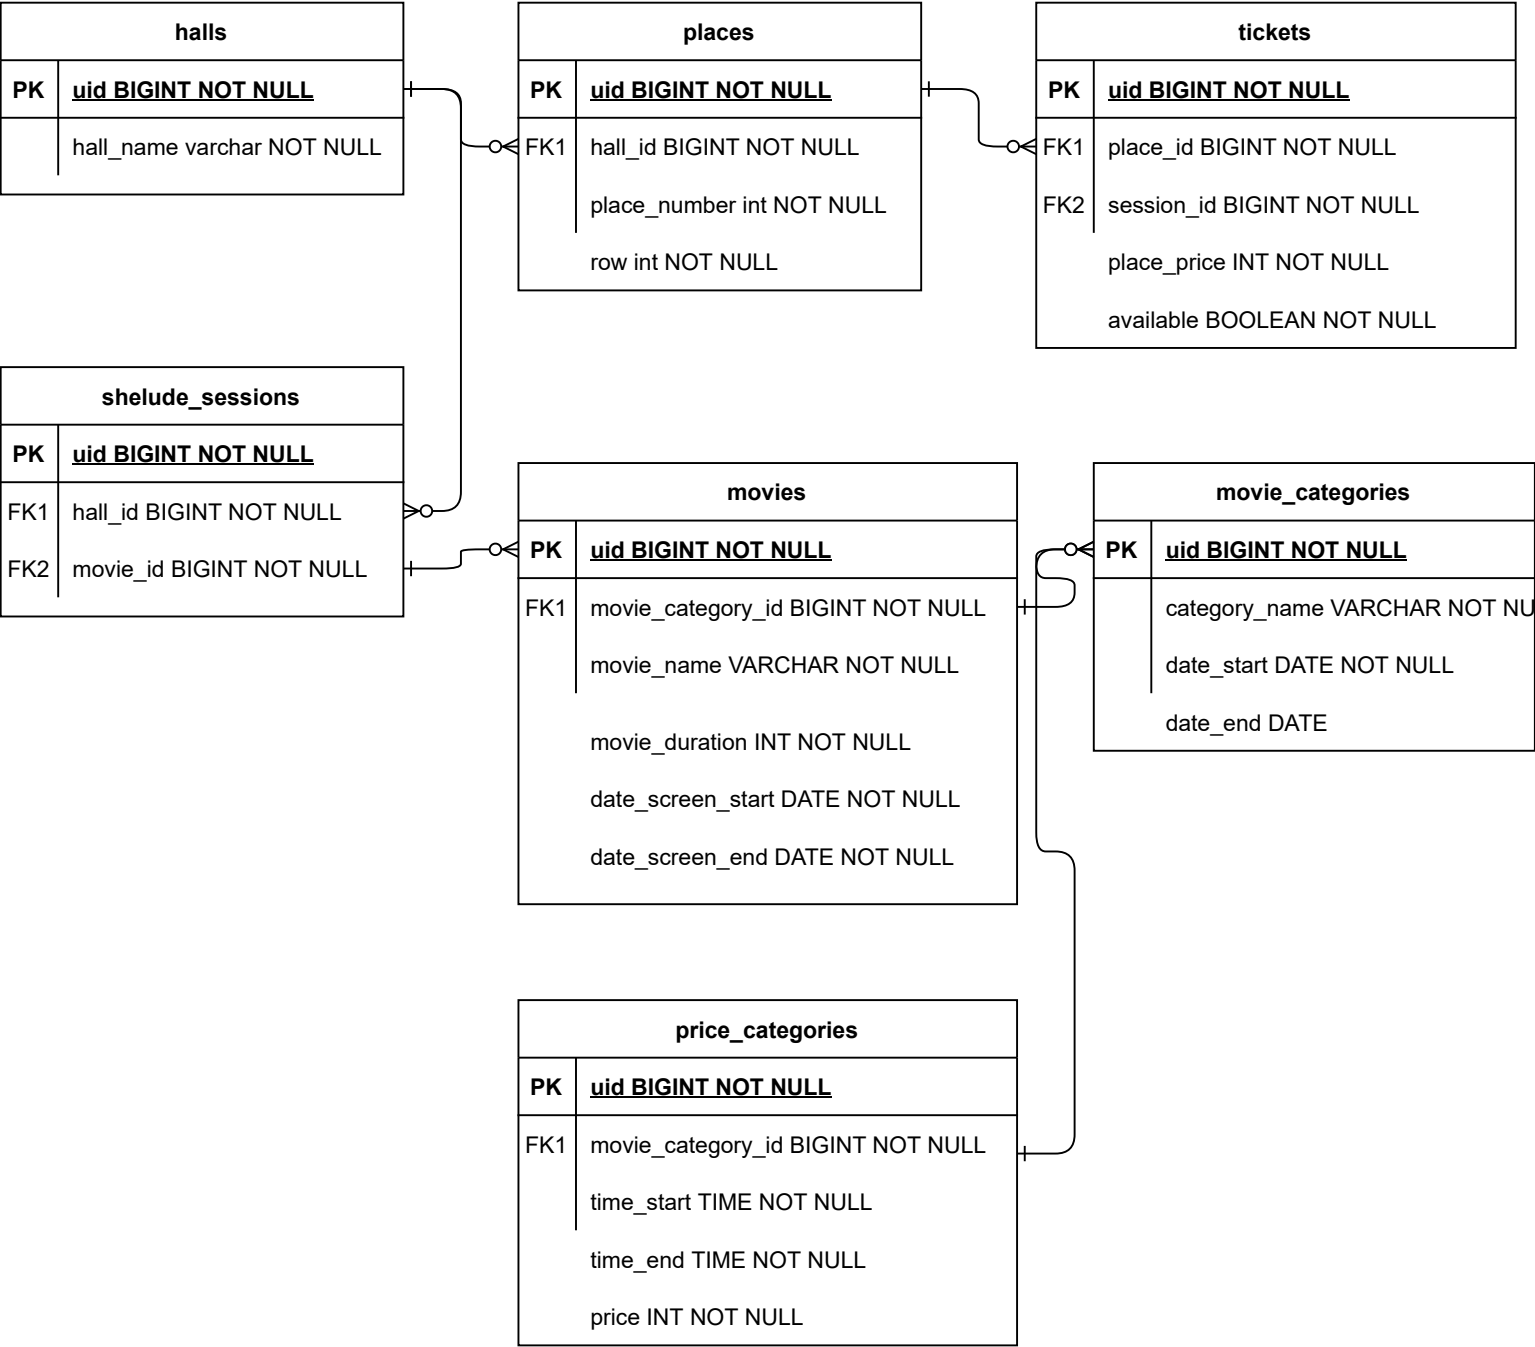 halls
PK uid BIGINT NOT NULL
hall_name varchar NOT NULL
places
PK uid BIGINT NOT NULL
FK1 hall_id BIGINT NOT NULL
place_number int NOT NULL
row int NOT NULL
tickets
PK uid BIGINT NOT NULL
FK1 place_id BIGINT NOT NULL
FK2 session_id BIGINT NOT NULL
place_price INT NOT NULL
available BOOLEAN NOT NULL
shelude_sessions
PK uid BIGINT NOT NULL
FK1 hall_id BIGINT NOT NULL
FK2 movie_id BIGINT NOT NULL
movies
PK uid BIGINT NOT NULL
FK1 movie_category_id BIGINT NOT NULL
movie_name VARCHAR NOT NULL
movie_duration INT NOT NULL
date_screen_start DATE NOT NULL
date_screen_end DATE NOT NULL
movie_categories
PK uid BIGINT NOT NULL
category_name VARCHAR NOT NU
date_start DATE NOT NULL
date_end DATE
price_categories
PK uid BIGINT NOT NULL
FK1 movie_category_id BIGINT NOT NULL
time_start TIME NOT NULL
time_end TIME NOT NULL
price INT NOT NULL